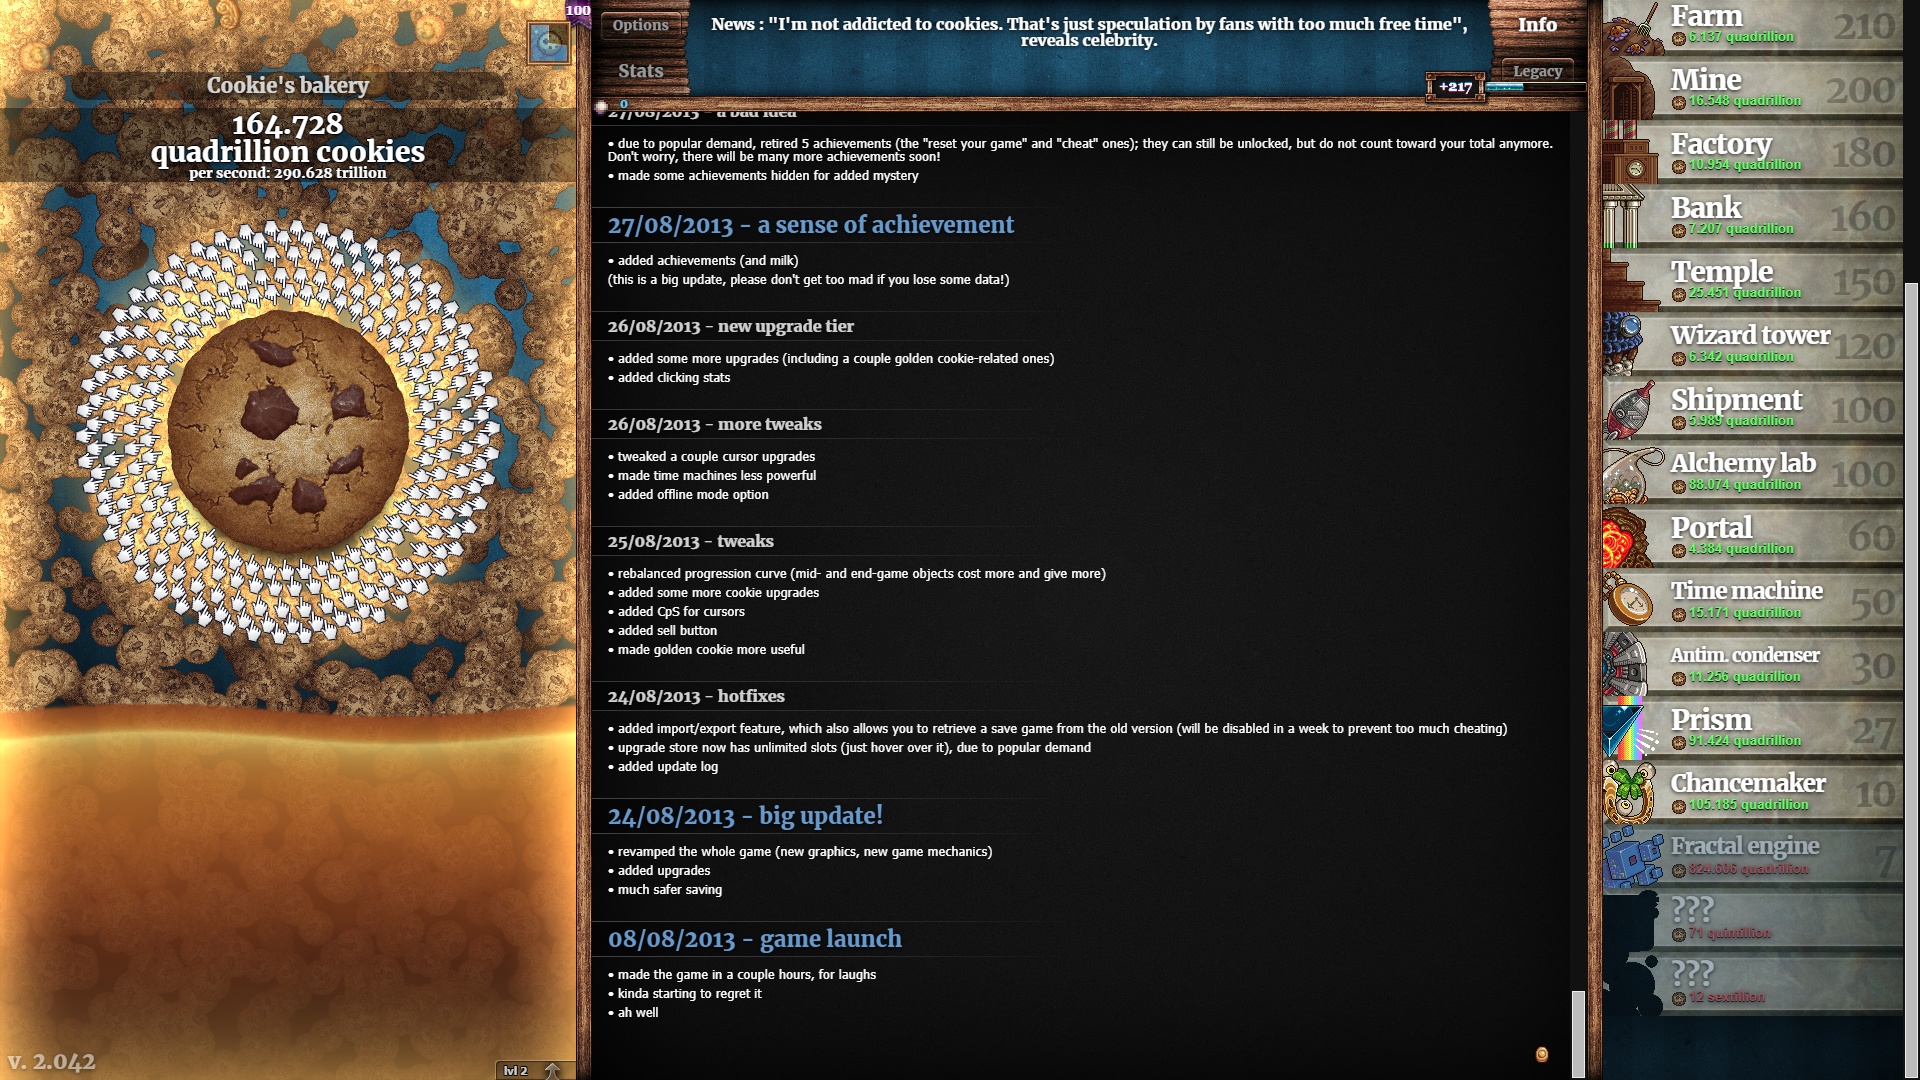 100
Cookie's bakery
164.728
quadrillion cookies
per second: 290.628 trillion
v. 2.042
lvl 2
Options
Stats
News : "I'm not addicted to cookies. That's just speculation by fans with too much free time",
reveals celebrity.
Info
Legacy
+217
0
27/08/2013 - a bad idea
• due to popular demand, retired 5 achievements (the "reset your game" and "cheat" ones); they can still be unlocked, but do not count toward your total anymore.
Don't worry, there will be many more achievements soon!
• made some achievements hidden for added mystery
27/08/2013 - a sense of achievement
• added achievements (and milk)
(this is a big update, please don't get too mad if you lose some data!)
26/08/2013 - new upgrade tier
• added some more upgrades (including a couple golden cookie-related ones)
• added clicking stats
26/08/2013 - more tweaks
• tweaked a couple cursor upgrades
• made time machines less powerful
• added offline mode option
25/08/2013 - tweaks
• rebalanced progression curve (mid- and end-game objects cost more and give more)
• added some more cookie upgrades
• added CpS for cursors
• added sell button
• made golden cookie more useful
24/08/2013 - hotfixes
• added import/export feature, which also allows you to retrieve a save game from the old version (will be disabled in a week to prevent too much cheating)
• upgrade store now has unlimited slots (just hover over it), due to popular demand
• added update log
24/08/2013 - big update!
• revamped the whole game (new graphics, new game mechanics)
• added upgrades
• much safer saving
08/08/2013 - game launch
• made the game in a couple hours, for laughs
• kinda starting to regret it
• ah well
Farm 210
6.137 quadrillion
Mine 200
16.548 quadrillion
Factory 180
10.954 quadrillion
Bank 160
7.207 quadrillion
Temple 150
25.451 quadrillion
Wizard tower 120
6.342 quadrillion
Shipment 100
5.989 quadrillion
Alchemy lab 100
88.074 quadrillion
Portal 60
4.384 quadrillion
Time machine 50
15.171 quadrillion
Antim. condenser 30
11.256 quadrillion
Prism 27
91.424 quadrillion
Chancemaker 10
105.185 quadrillion
Fractal engine 7
824.606 quadrillion
???
71 quintillion
???
12 sextillion